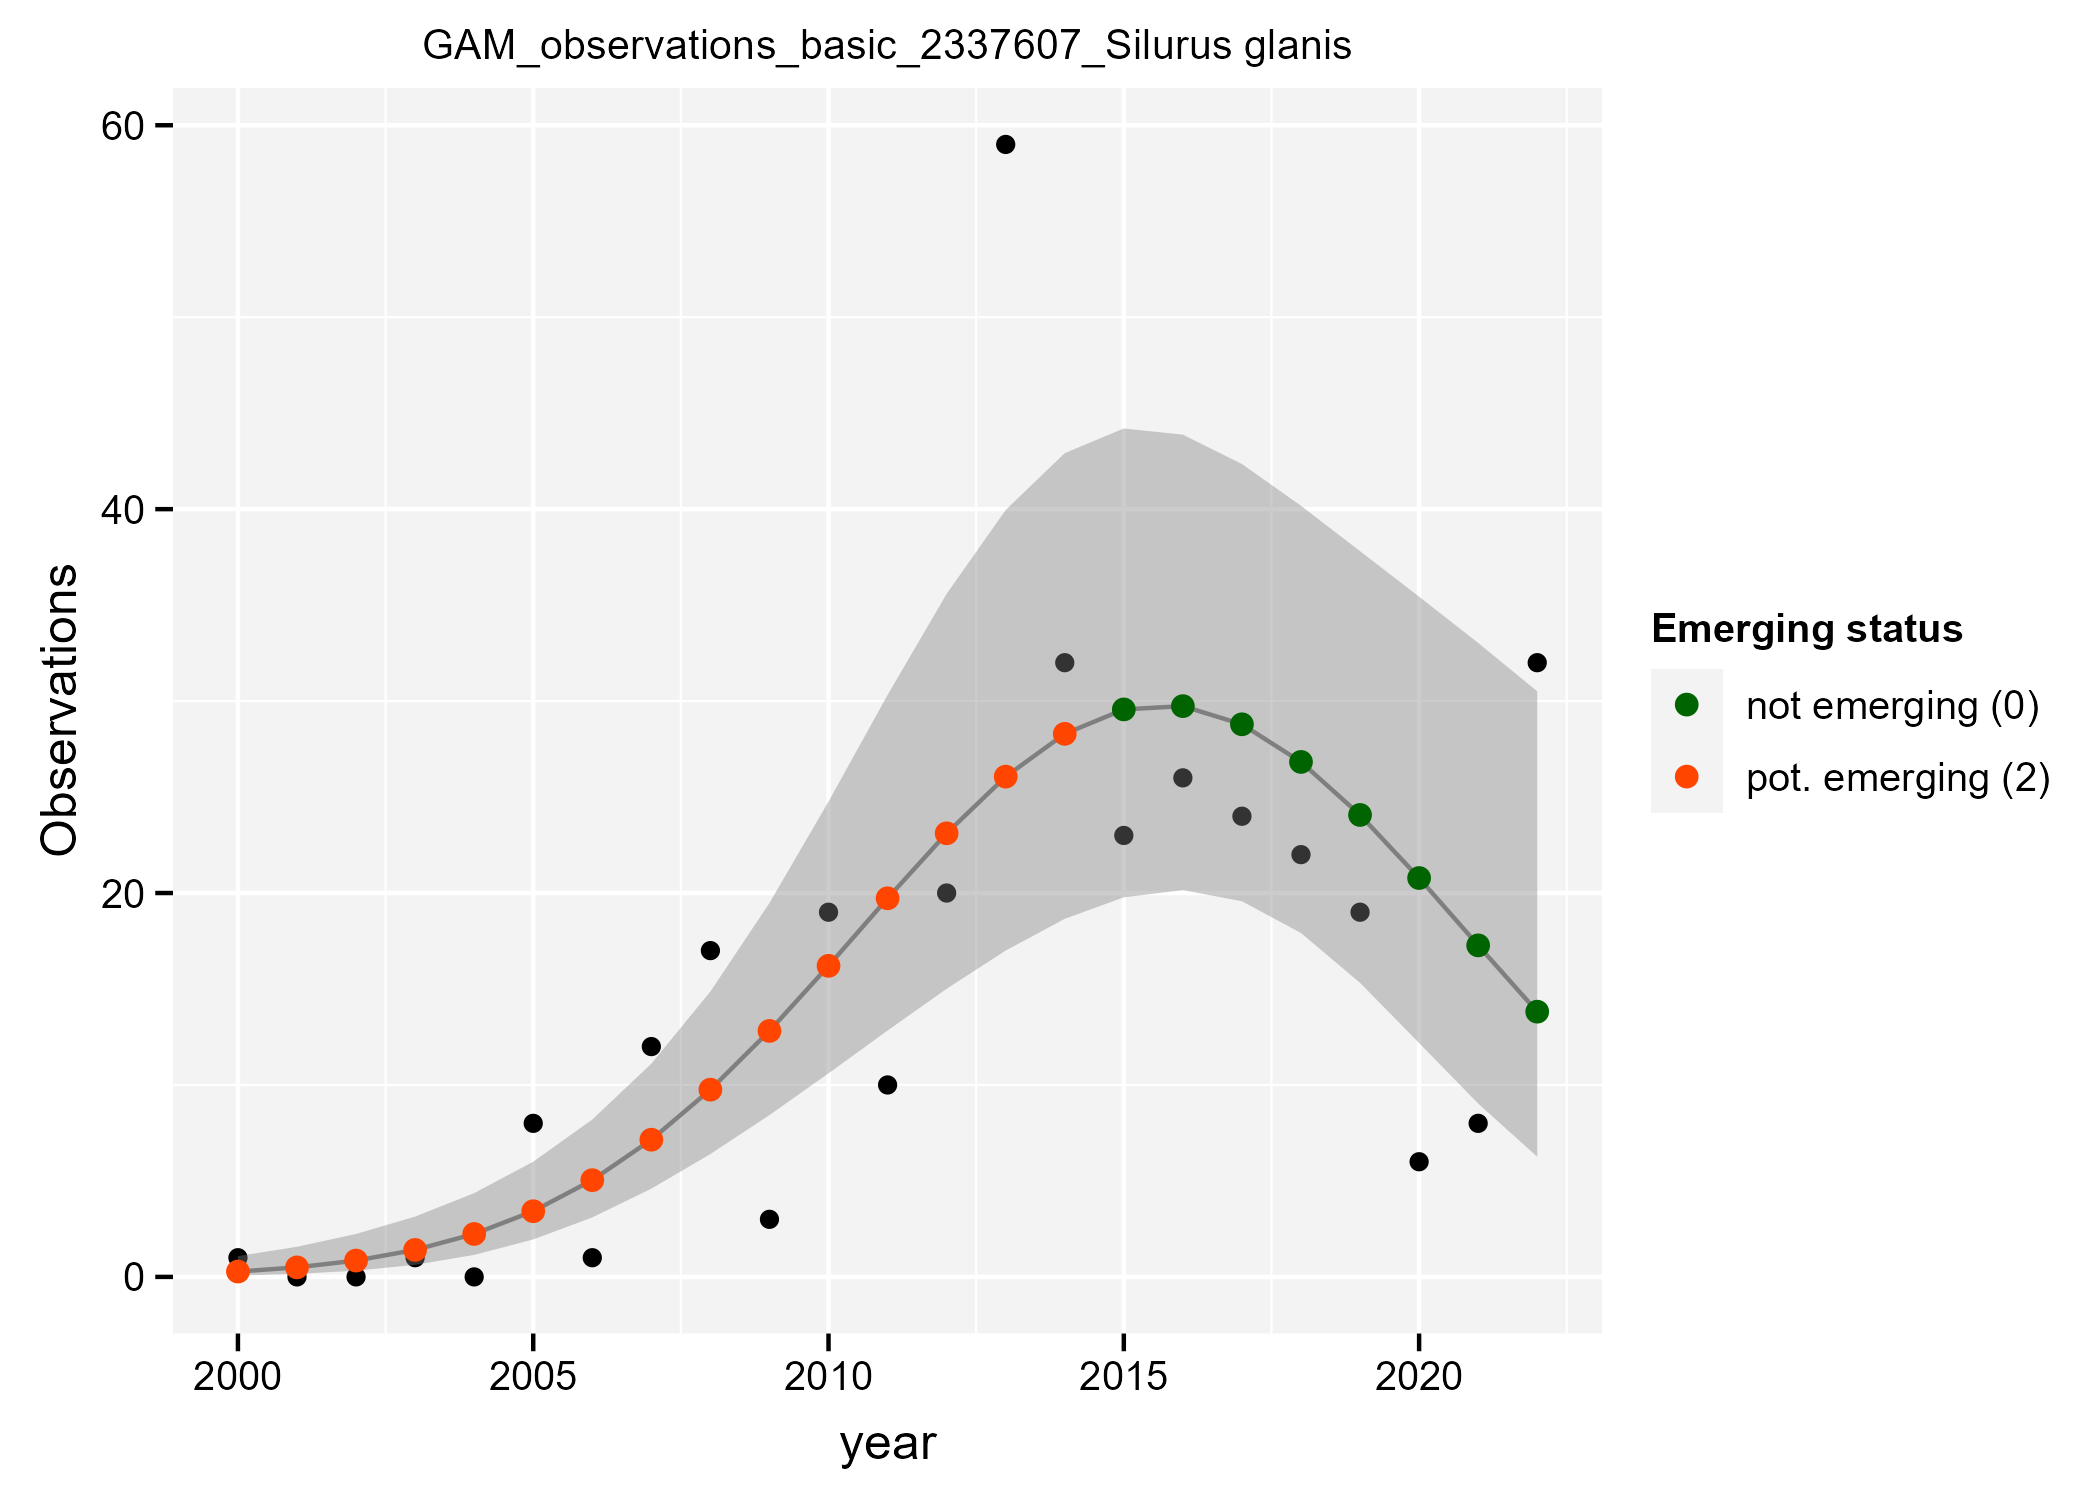 GAM_observations_basic_2337607_Silurus glanis
60
40
20
0
Observations
2000 2005 2010 2015 2020
year
Emerging status
not emerging (0)
pot. emerging (2)